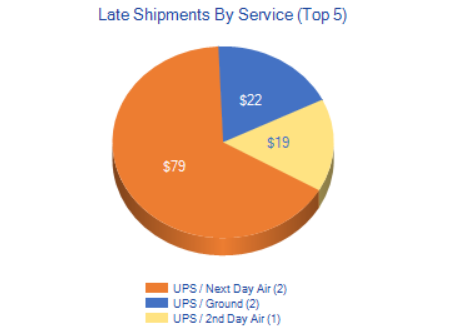 Late Shipments By Service (Top 5)
$22
$19
$79
UPS / Next Day Air (2)
UPS / Ground (2)
UPS / 2nd Day Air (1)